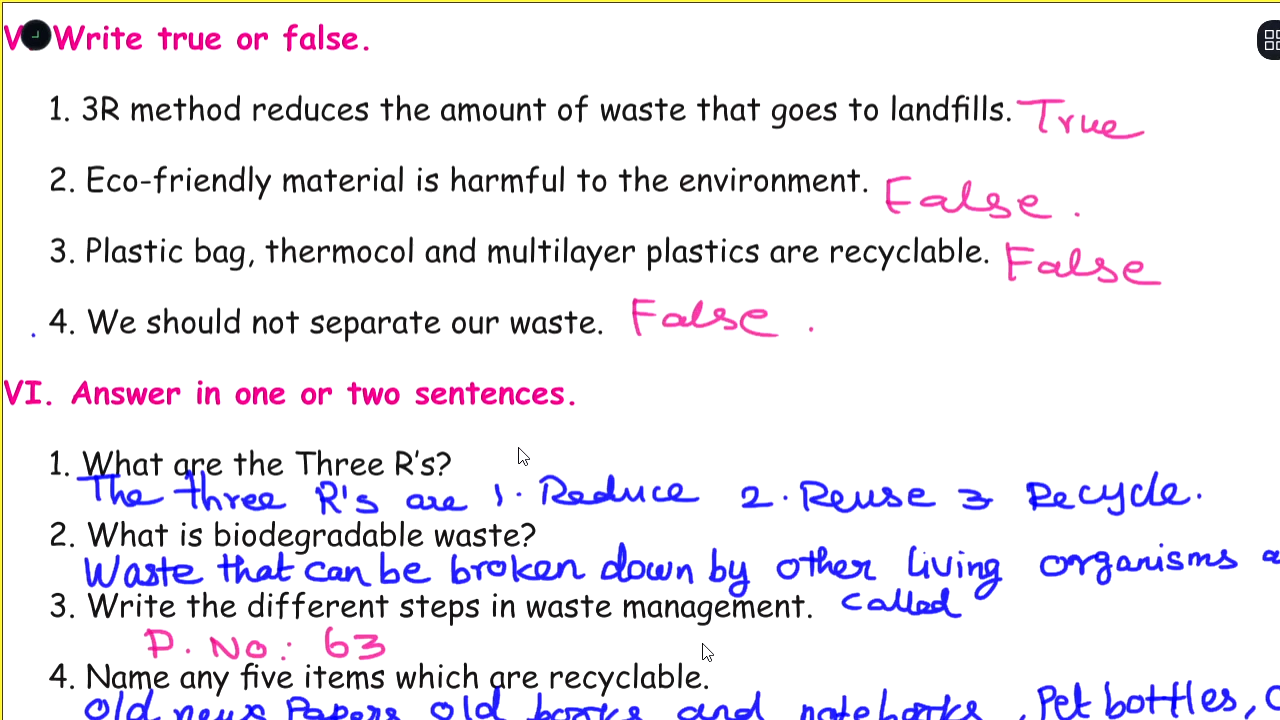 V. Write true or false.
1. 3R method reduces the amount of waste that goes to landfills. True
2. Eco-friendly material is harmful to the environment. False.
3. Plastic bag, thermocol and multilayer plastics are recyclable. False
4. We should not separate our waste. False.
VI. Answer in one or two sentences.
1. What are the Three R's?
The three R's are 1. Reduce 2. Reuse 3 Recycle.
2. What is biodegradable waste?
Waste that can be broken down by other living organisms
3. Write the different steps in waste management. called
P. No: 63
4. Name any five items which are recyclable.
Old news Papers old books and notebooks, Pet bottles,